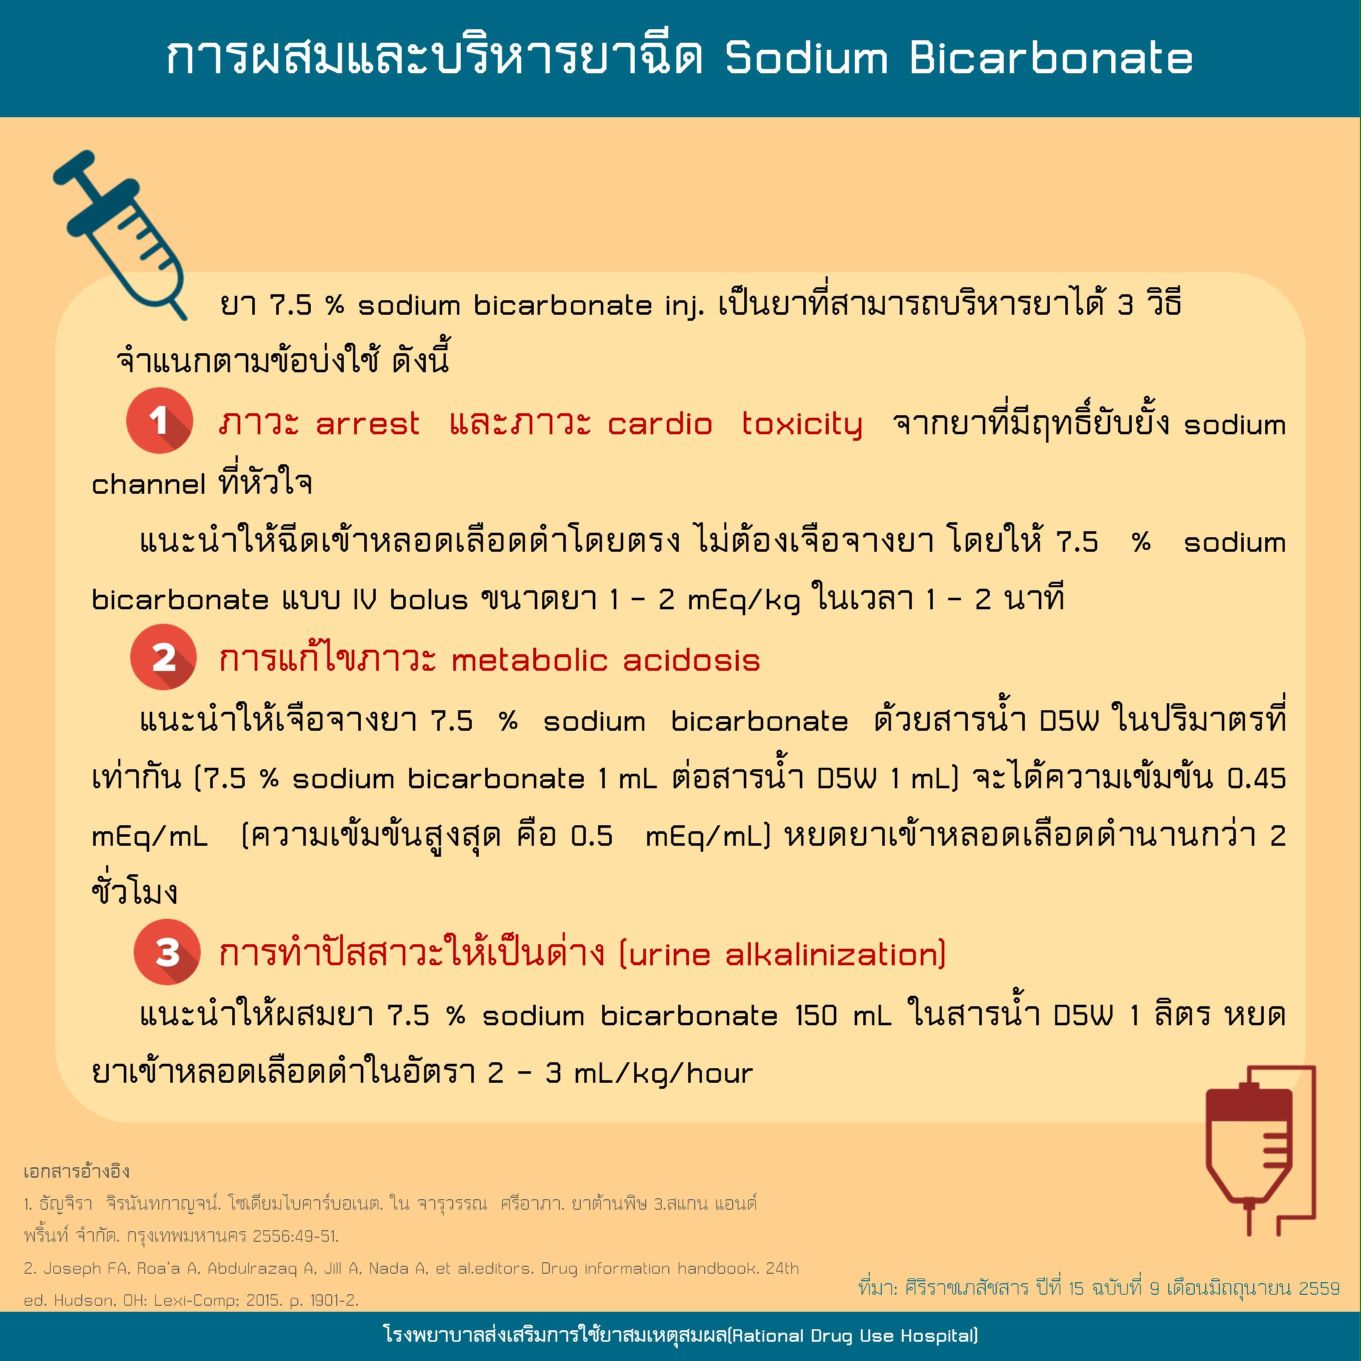 การผสมและบริหารยาฉีด Sodium Bicarbonate
ยา 7.5 % sodium bicarbonate inj. เป็นยาที่สามารถบริหารยาได้ 3 วิธี
จำแนกตามข้อบ่งใช้ ดังนี้
1 ภาวะ arrest และภาวะ cardio toxicity จากยาที่มีฤทธิ์ยับยั้ง sodium
channel ที่หัวใจ
แนะนำให้ฉีดเข้าหลอดเลือดดำโดยตรง ไม่ต้องเจือจางยา โดยให้ 7.5 % sodium
bicarbonate แบบ IV bolus ขนาดยา 1 - 2 mEq/kg ในเวลา 1 - 2 นาที
2 การแก้ไขภาวะ metabolic acidosis
แนะนำให้เจือจางยา 7.5 % sodium bicarbonate ด้วยสารน้ำ D5W ในปริมาตรที่
เท่ากัน (7.5 % sodium bicarbonate 1 mL ต่อสารน้ำ D5W 1 mL) จะได้ความเข้มข้น 0.45
mEq/mL (ความเข้มข้นสูงสุด คือ 0.5 mEq/mL) หยดยาเข้าหลอดเลือดดำนานกว่า 2
ชั่วโมง
3 การทำปัสสาวะให้เป็นด่าง (urine alkalinization)
แนะนำให้ผสมยา 7.5 % sodium bicarbonate 150 mL ในสารน้ำ D5W 1 ลิตร หยด
ยาเข้าหลอดเลือดดำในอัตรา 2 - 3 mL/kg/hour
เอกสารอ้างอิง
1. ธัญจิรา จิรนันทกาญจน์. โซเดียมไบคาร์บอเนต. ใน จารุวรรณ ศรีอาภา. ยาต้านพิษ 3.สแกน แอนด์
พริ้นท์ จำกัด. กรุงเทพมหานคร 2556:49-51.
2. Joseph FA, Roa'a A, Abdulrazaq A, Jill A, Nada A, et al.editors. Drug information handbook. 24th
ed. Hudson, OH: Lexi-Comp; 2015. p. 1901-2.
ที่มา: ศิริราชเภสัชสาร ปีที่ 15 ฉบับที่ 9 เดือนมิถถุนายน 2559
โรงพยาบาลส่งเสริมการใช้ยาสมเหตุสมผล(Rational Drug Use Hospital)